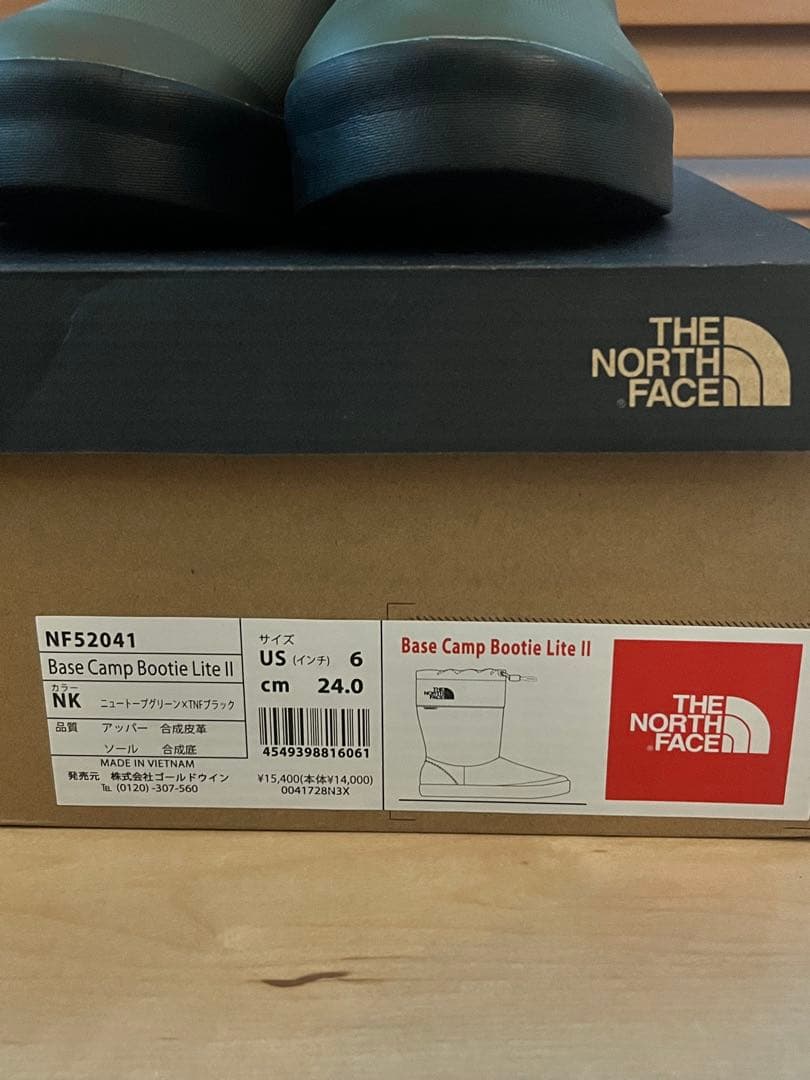 THE
NORTH
FACE
NF52041
Base Camp Bootie Lite II
カラー
NK ニュートープグリーン×TNFブラック
品質 アッパー 合成皮革
ソール 合成底
MADE IN VIETNAM
発売元 株式会社ゴールドウイン
℡ (0120) -307-560
サイズ
US (インチ) 6
cm 24.0
4549398816061
¥15,400(本体¥14,000)
0041728N3X
Base Camp Bootie Lite II
THE
NORTH
FACE
THE
NORTH
FACE